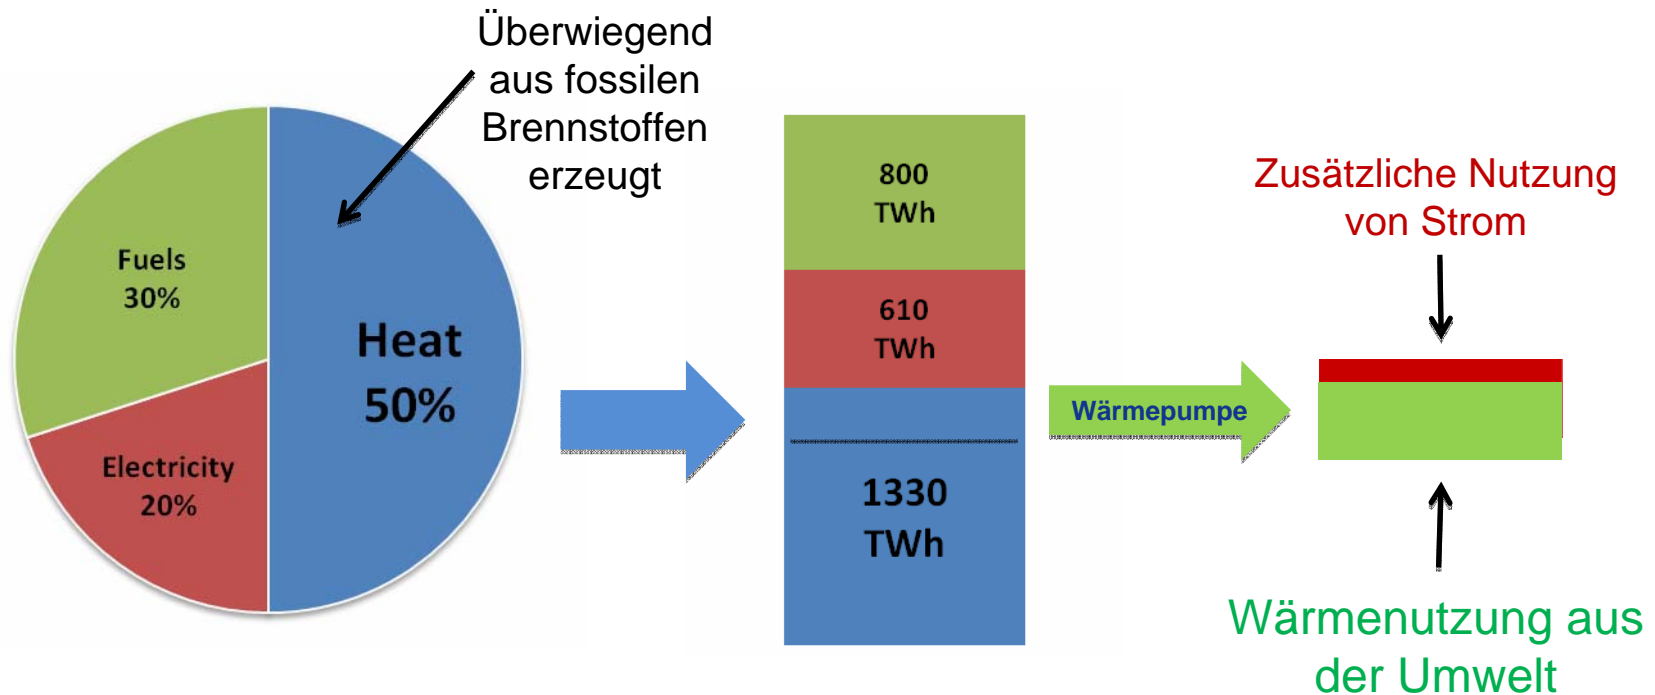 Überwiegend
aus fossilen
Brennstoffen
erzeugt
Fuels
30%
Heat
50%
Electricity
20%
800
TWh
610
TWh
1330
TWh
Wärmepumpe
Zusätzliche Nutzung
von Strom
Wärmenutzung aus
der Umwelt